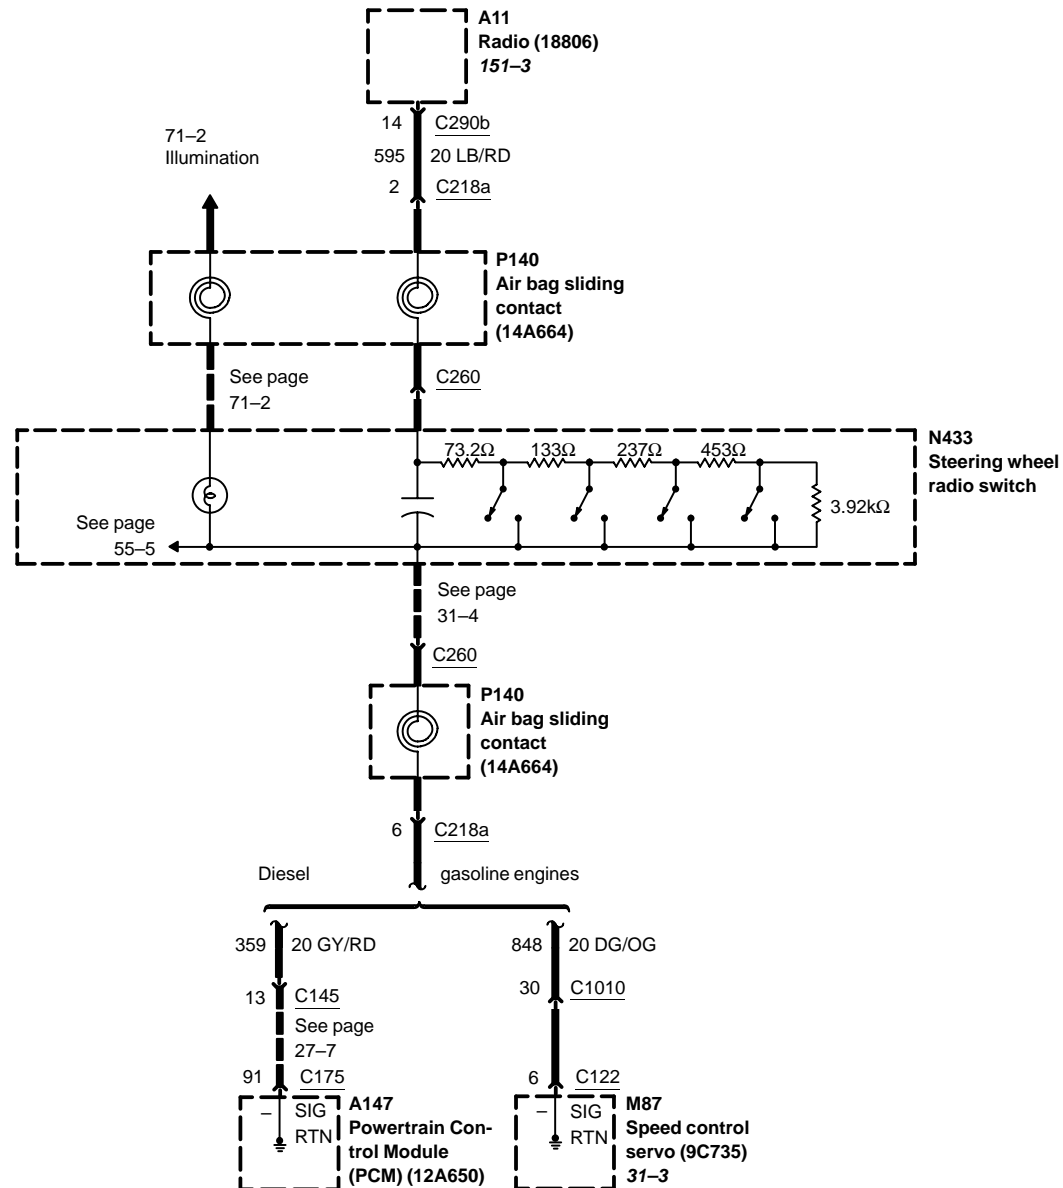 A11
Radio (18806)
151–3
14 C290b
595 20 LB/RD
2 C218a
71–2
Illumination
P140
Air bag sliding
contact
(14A664)
See page
71–2
C260
N433
Steering wheel
radio switch
73.2Ω 133Ω 237Ω 453Ω
3.92kΩ
See page
55–5
See page
31–4
C260
P140
Air bag sliding
contact
(14A664)
6 C218a
Diesel gasoline engines
359 20 GY/RD
848 20 DG/OG
13 C145
30 C1010
See page
27–7
91 C175
6 C122
– SIG
RTN
A147
Powertrain Con-
trol Module
(PCM) (12A650)
– SIG
RTN
M87
Speed control
servo (9C735)
31–3